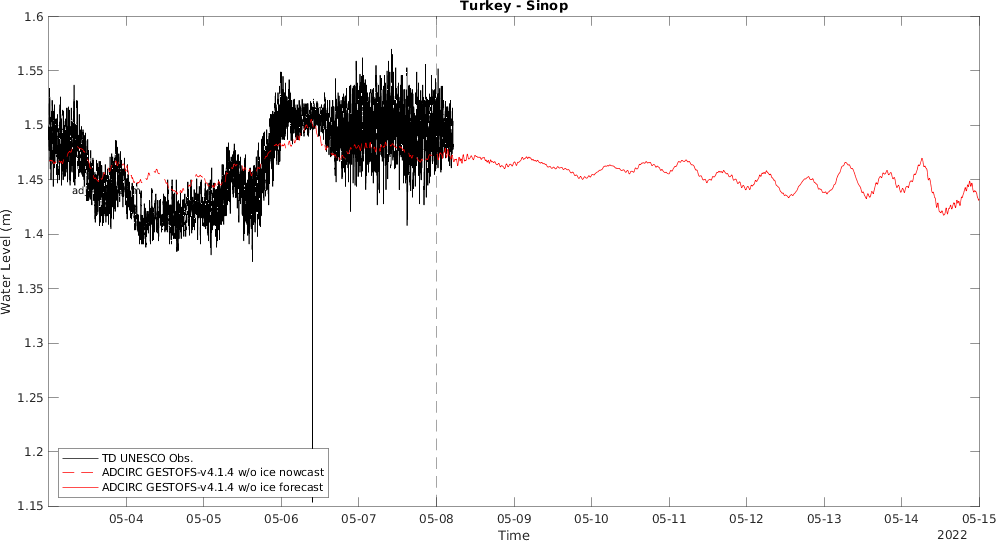 Turkey - Sinop
1.6
1.55
1.5
1.45
1.4
1.35
1.3
1.25
1.2
1.15
Water Level (m)
ad
TD UNESCO Obs.
ADCIRC GESTOFS-v4.1.4 w/o ice nowcast
ADCIRC GESTOFS-v4.1.4 w/o ice forecast
05-04 05-05 05-06 05-07 05-08 05-09 05-10 05-11 05-12 05-13 05-14 05-15
Time
2022